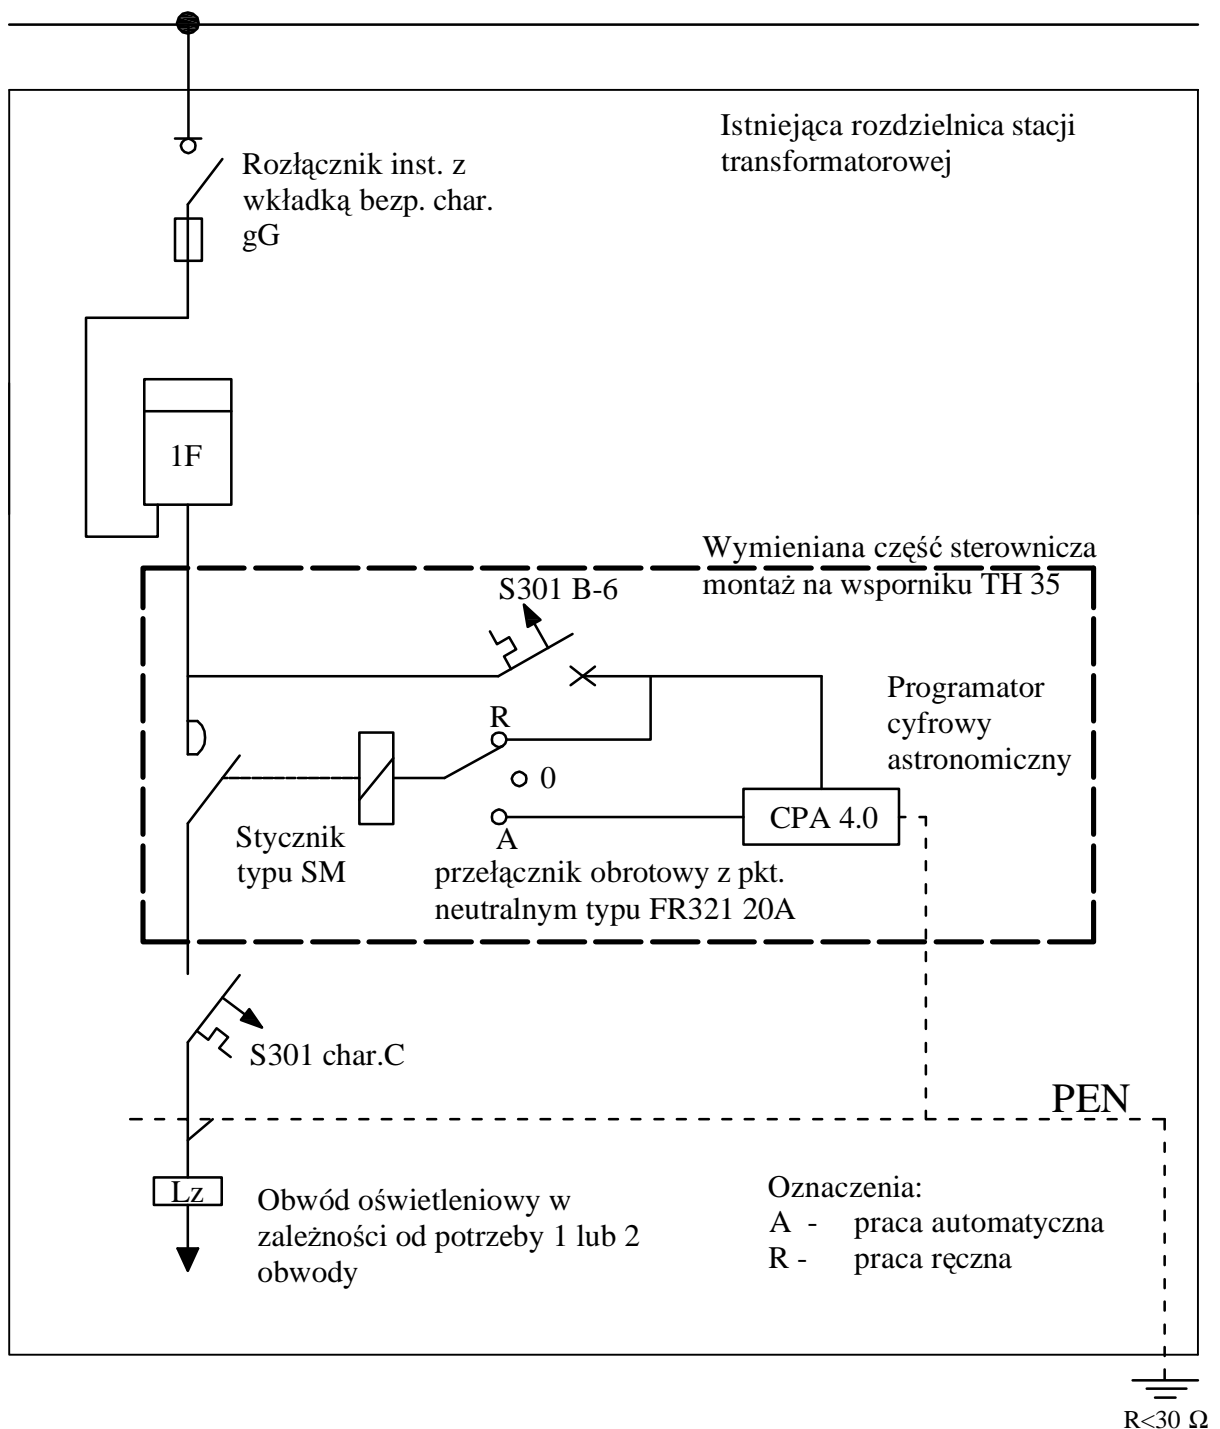 Istniejąca rozdzielnica stacji
transformatorowej
Rozłącznik inst. z
wkładką bezp. char.
gG
1F
Wymieniana część sterownicza
montaż na wsporniku TH 35
S301 B-6
Programator
cyfrowy
astronomiczny
R
0
A
CPA 4.0
Stycznik
typu SM
przełącznik obrotowy z pkt.
neutralnym typu FR321 20A
S301 char.C
PEN
Lz
Obwód oświetleniowy w
zależności od potrzeby 1 lub 2
obwody
Oznaczenia:
A - praca automatyczna
R - praca ręczna
R<30 Ω